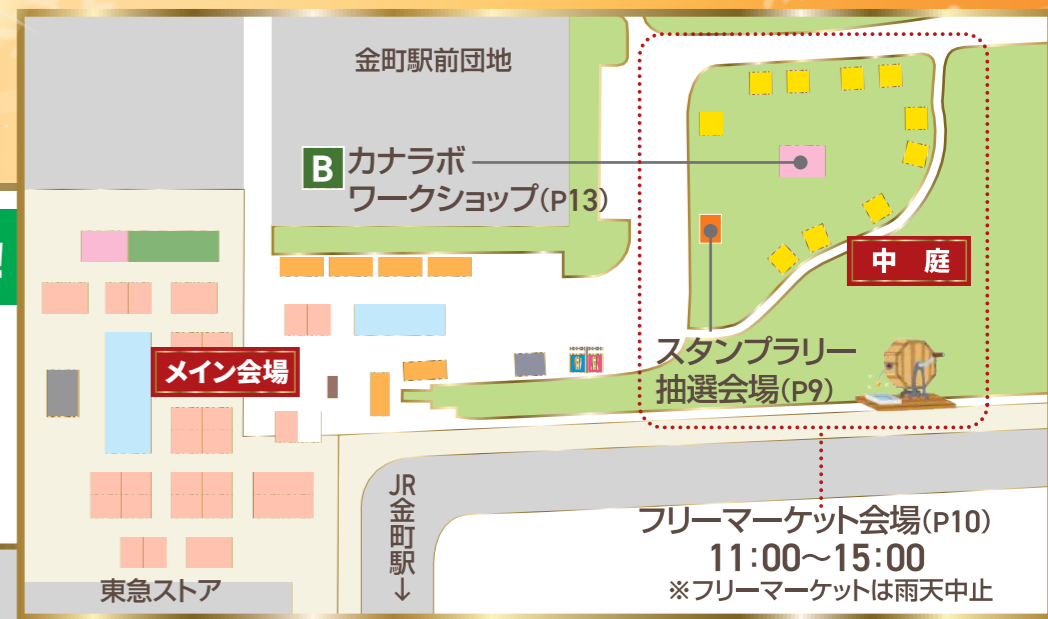 金町駅前団地
B カナラボ
ワークショップ(P13)
!
中 庭
メイン会場
スタンプラリー
抽選会場(P9)
JR金町駅↓
フリーマーケット会場(P10)
11:00～15:00
※フリーマーケットは雨天中止
東急ストア